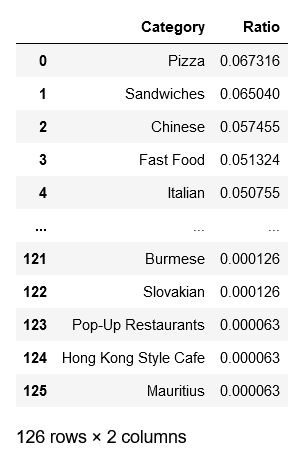 Category Ratio
0 Pizza 0.067316
1 Sandwiches 0.065040
2 Chinese 0.057455
3 Fast Food 0.051324
4 Italian 0.050755
... ... ...
121 Burmese 0.000126
122 Slovakian 0.000126
123 Pop-Up Restaurants 0.000063
124 Hong Kong Style Cafe 0.000063
125 Mauritius 0.000063
126 rows × 2 columns